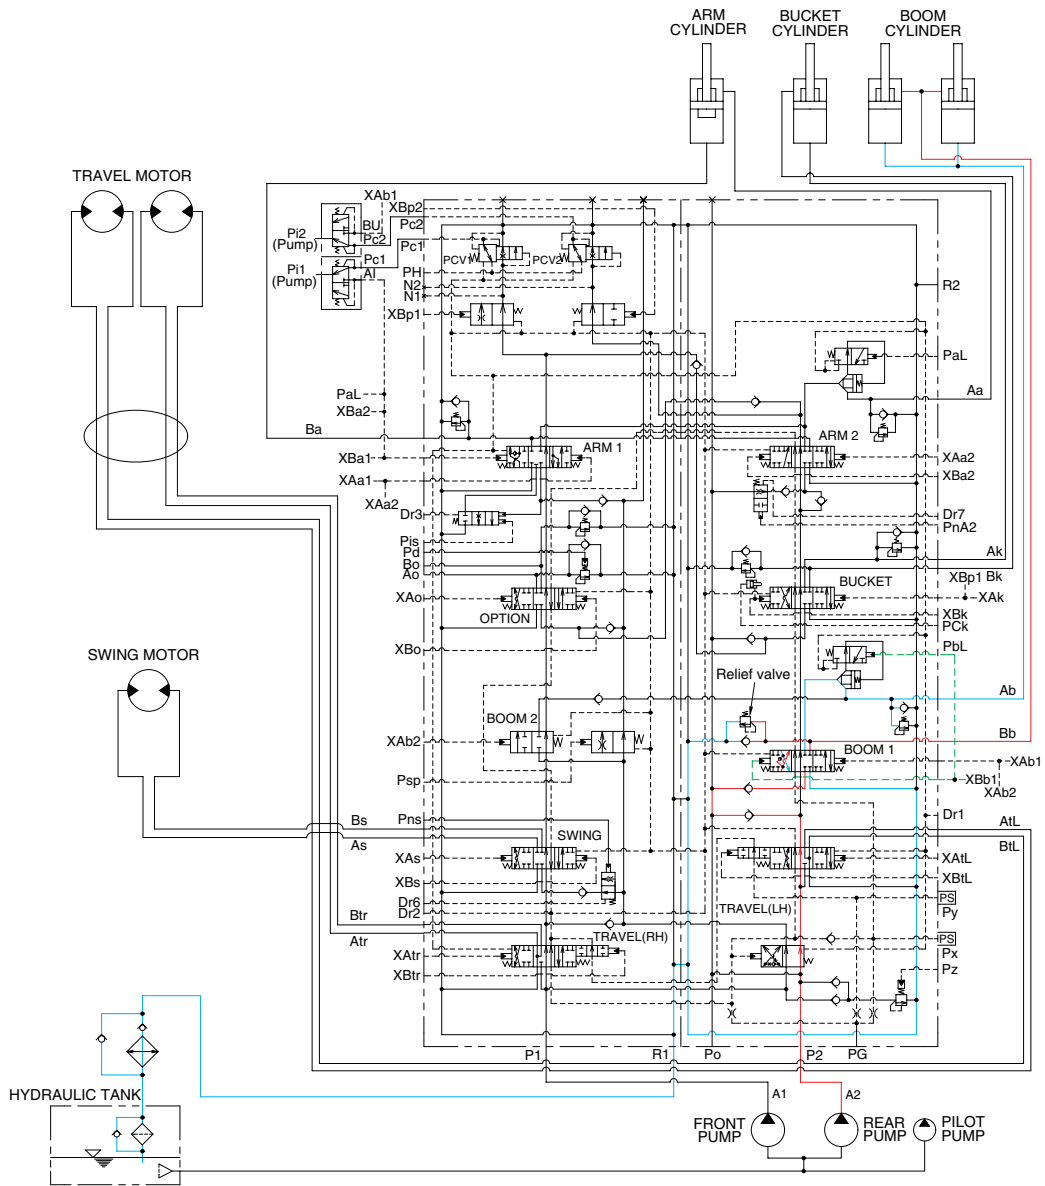 ARM
CYLINDER
BUCKET
CYLINDER
BOOM
CYLINDER
TRAVEL MOTOR
XAb1
XBp2
BU
Pc2
Pi2
(Pump)
Pc2
Pc1
Pi1
(Pump)
Pc1
AI
PCV1
PCV2
PH
N2
N1
XBp1
R2
PaL
Aa
PaL
XBa2
Ba
ARM 1
ARM 2
XBa1
XAa1
XAa2
XAa2
XBa2
Dr3
Dr7
PnA2
Pis
Pd
Bo
Ao
Ak
XBp1
Bk
BUCKET
XAo
OPTION
XAk
XBk
PCk
XBo
PbL
SWING MOTOR
Relief valve
Ab
BOOM 2
XAb2
Bb
BOOM 1
XAb1
XBb1
XAb2
Psp
Bs
Pns
As
SWING
Dr1
AtL
BtL
XAs
XAtL
XBs
XBtL
Dr6
Dr2
PS
Py
Btr
TRAVEL(LH)
Atr
TRAVEL(RH)
PS
XAtr
Px
XBtr
Pz
P1
R1
Po
P2
PG
HYDRAULIC TANK
A1
A2
FRONT
PUMP
REAR
PUMP
PILOT
PUMP